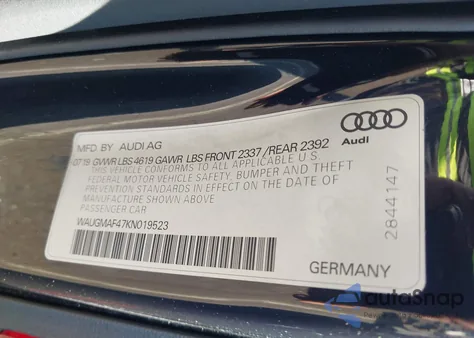 MFD. BY AUDI AG
07/19 GVWR LBS 4619 GAWR LBS FRONT 2337 /REAR 2392
CONFORMS TO ALL APPLICABLE U.S.
FEDERAL MOTOR VEHICLE SAFETY, BUMPER, AND THEFT
PREVENTION STANDARDS IN EFFECT ON THE DATE OF
MANUFACTURE SHOWN ABOVE
PASSENGER CAR
WAUGMAF47KN019523
Audi
2844147
GERMANY
autoSnap